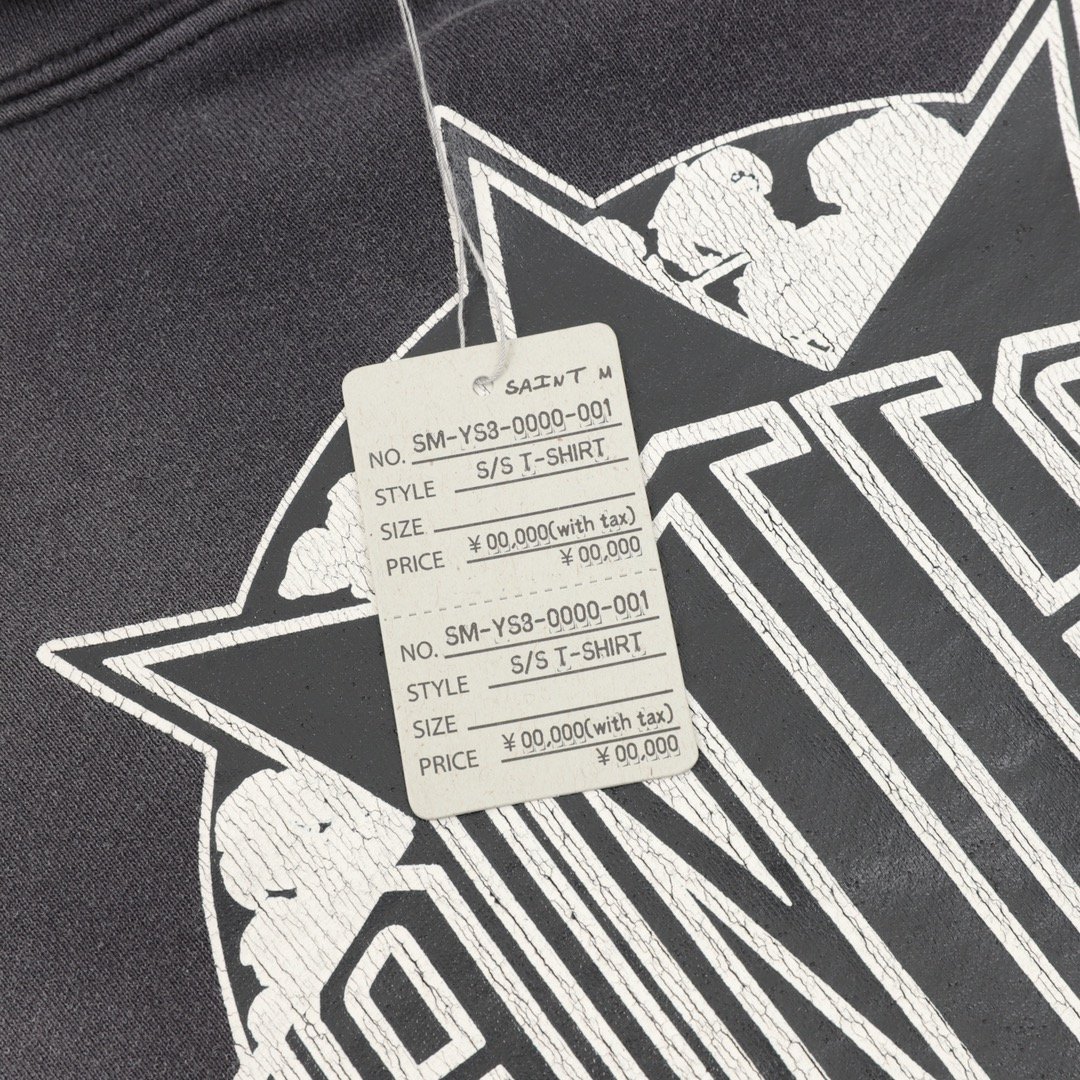 SAINT M
NO. SM-YS3-0000-001
STYLE S/S T-SHIRT
SIZE
PRICE ¥00,000(with tax)
¥00,000
NO. SM-YS3-0000-001
STYLE S/S T-SHIRT
SIZE
PRICE ¥00,000(with tax)
¥00,000